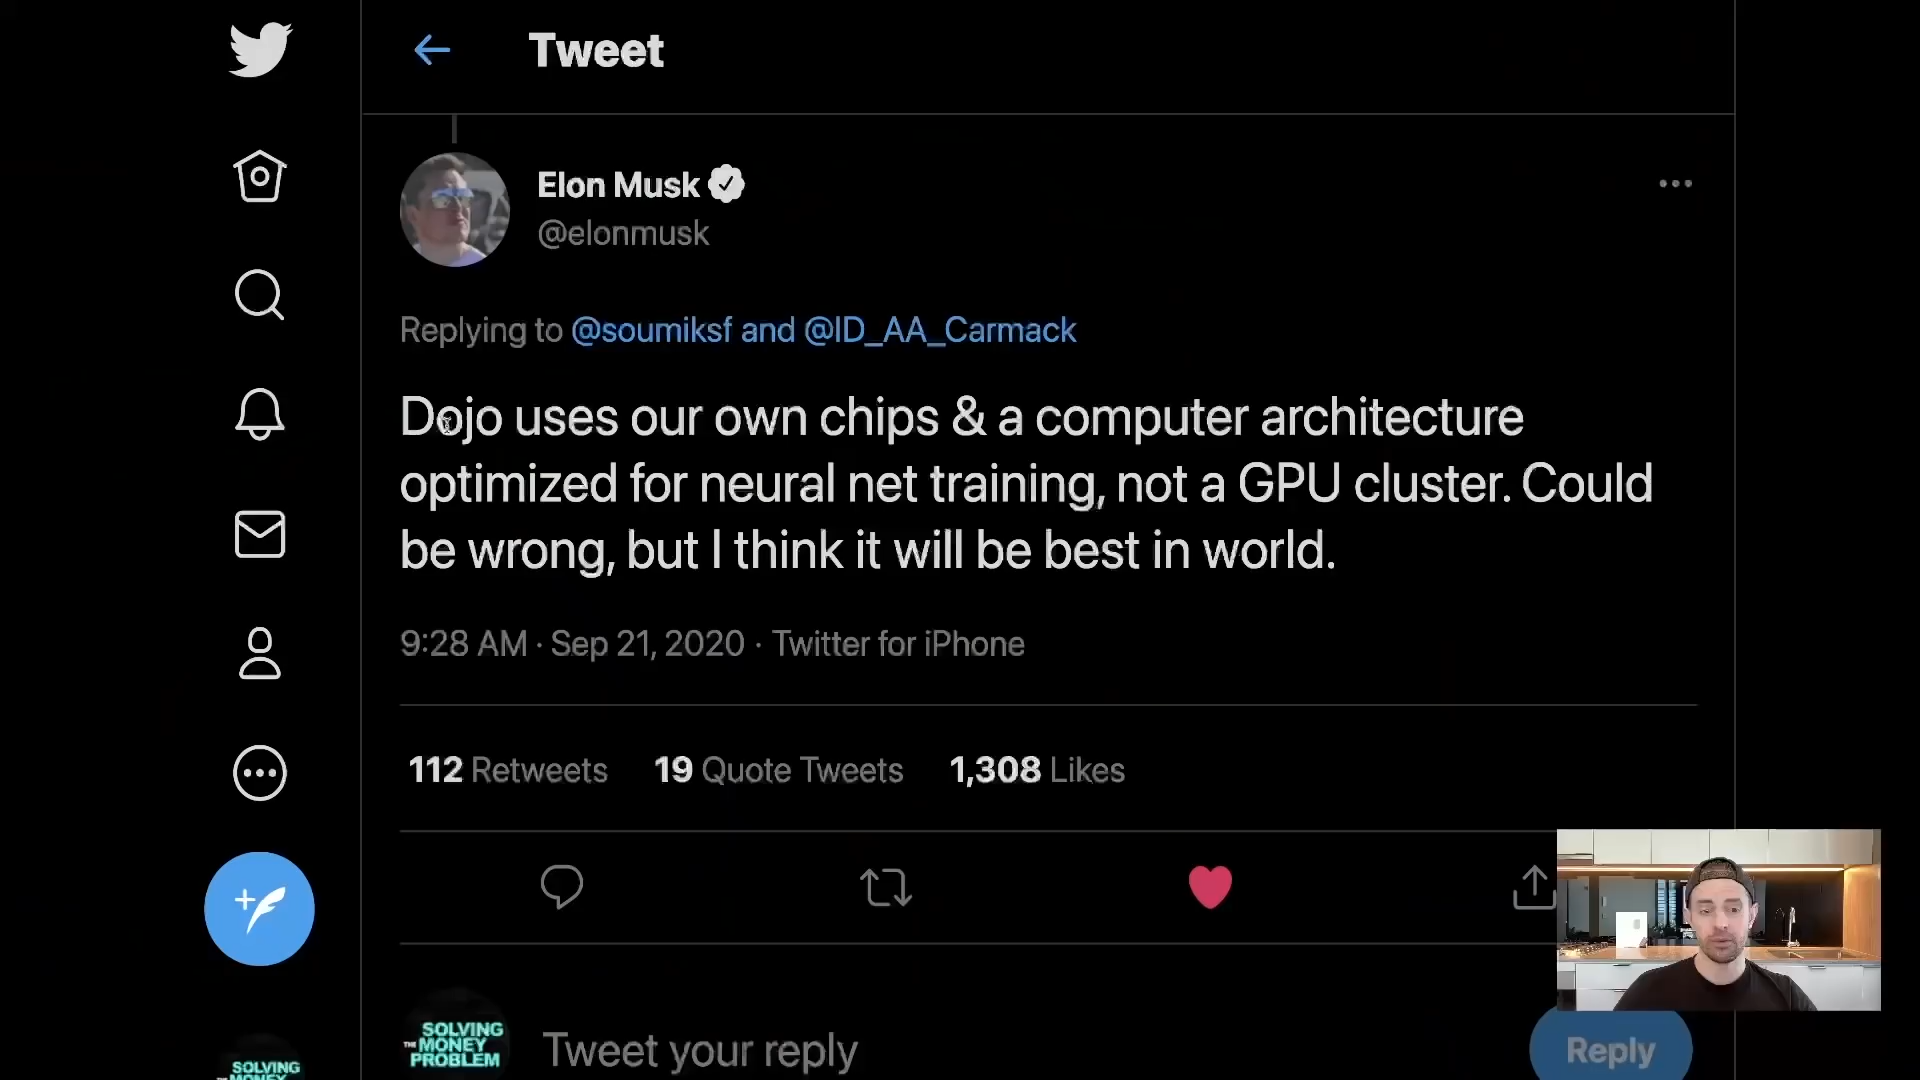 Tweet
Elon Musk
@elonmusk
Replying to @soumiksf and @ID_AA_Carmack
Dojo uses our own chips & a computer architecture
optimized for neural net training, not a GPU cluster. Could
be wrong, but I think it will be best in world.
9:28 AM · Sep 21, 2020 · Twitter for iPhone
112 Retweets 19 Quote Tweets 1,308 Likes
SOLVING
THE MONEY
PROBLEM
Tweet your reply
Reply
SOLVING
THE MONEY